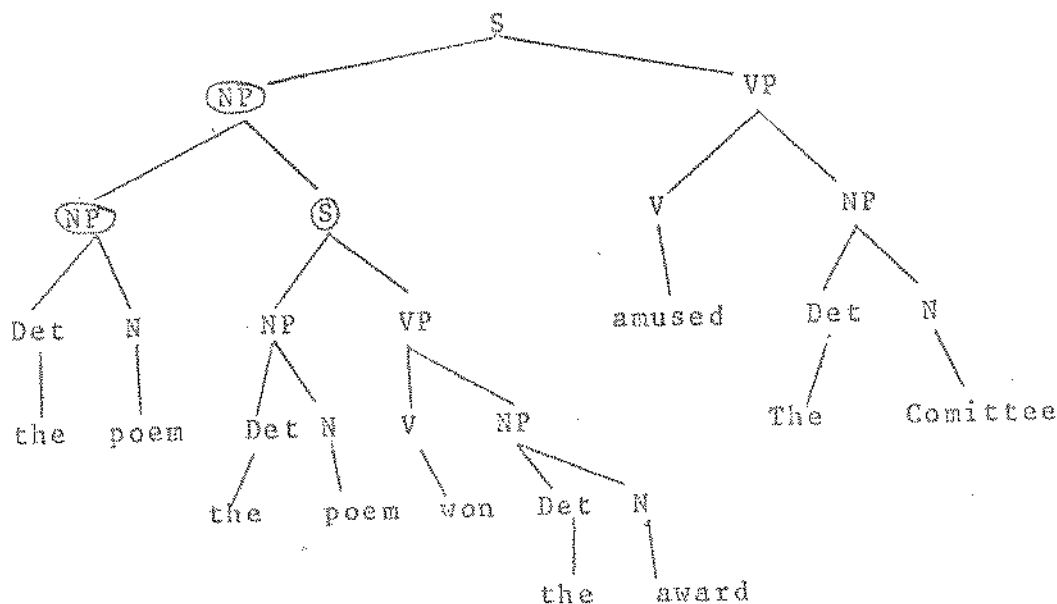 S
NP VP
NP S V NP
Det N NP VP amused Det N
the poem Det N V NP The Comittee
the poem won Det N
the award